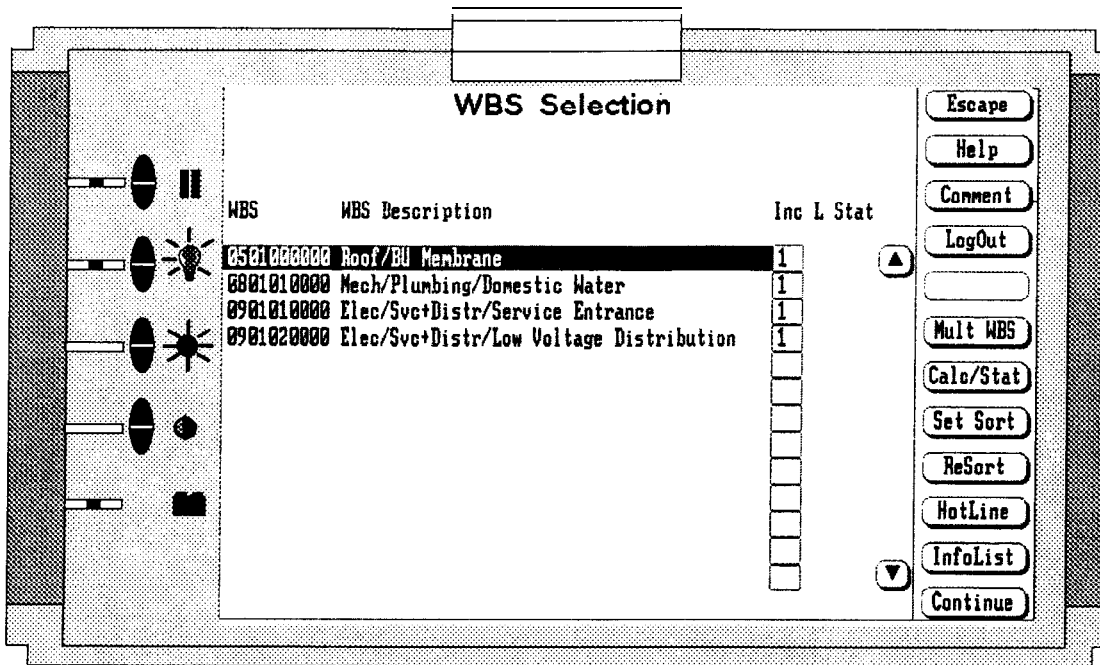 WBS Selection
WBS WBS Description Inc L Stat
0501000000 Roof/BU Membrane 1
0801010000 Mech/Plumbing/Domestic Water 1
0901010000 Elec/Svc+Distr/Service Entrance 1
0901020000 Elec/Svc+Distr/Low Voltage Distribution 1
Escape
Help
Comment
LogOut
Mult WBS
Calc/Stat
Set Sort
ReSort
HotLine
InfoList
Continue